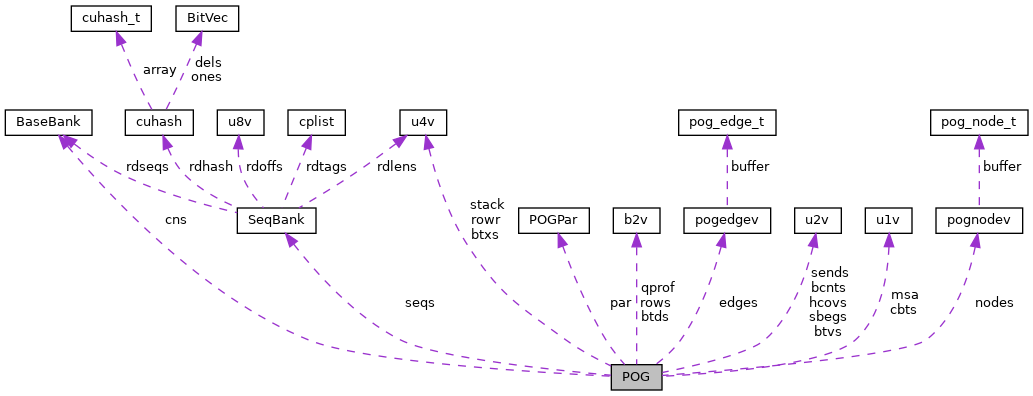 cuhash_t
BitVec
array
dels
ones
BaseBank
cuhash
u8v
cplist
u4v
pog_edge_t
pog_node_t
rdseqs
rdhash
rdoffs
rdtags
rdlens
buffer
buffer
cns
SeqBank
stack
rowr
btxs
POGPar
b2v
pogedgev
u2v
u1v
pognodev
seqs
par
qprof
rows
btds
edges
sends
bcnts
hcovs
sbegs
btvs
msa
cbts
nodes
POG